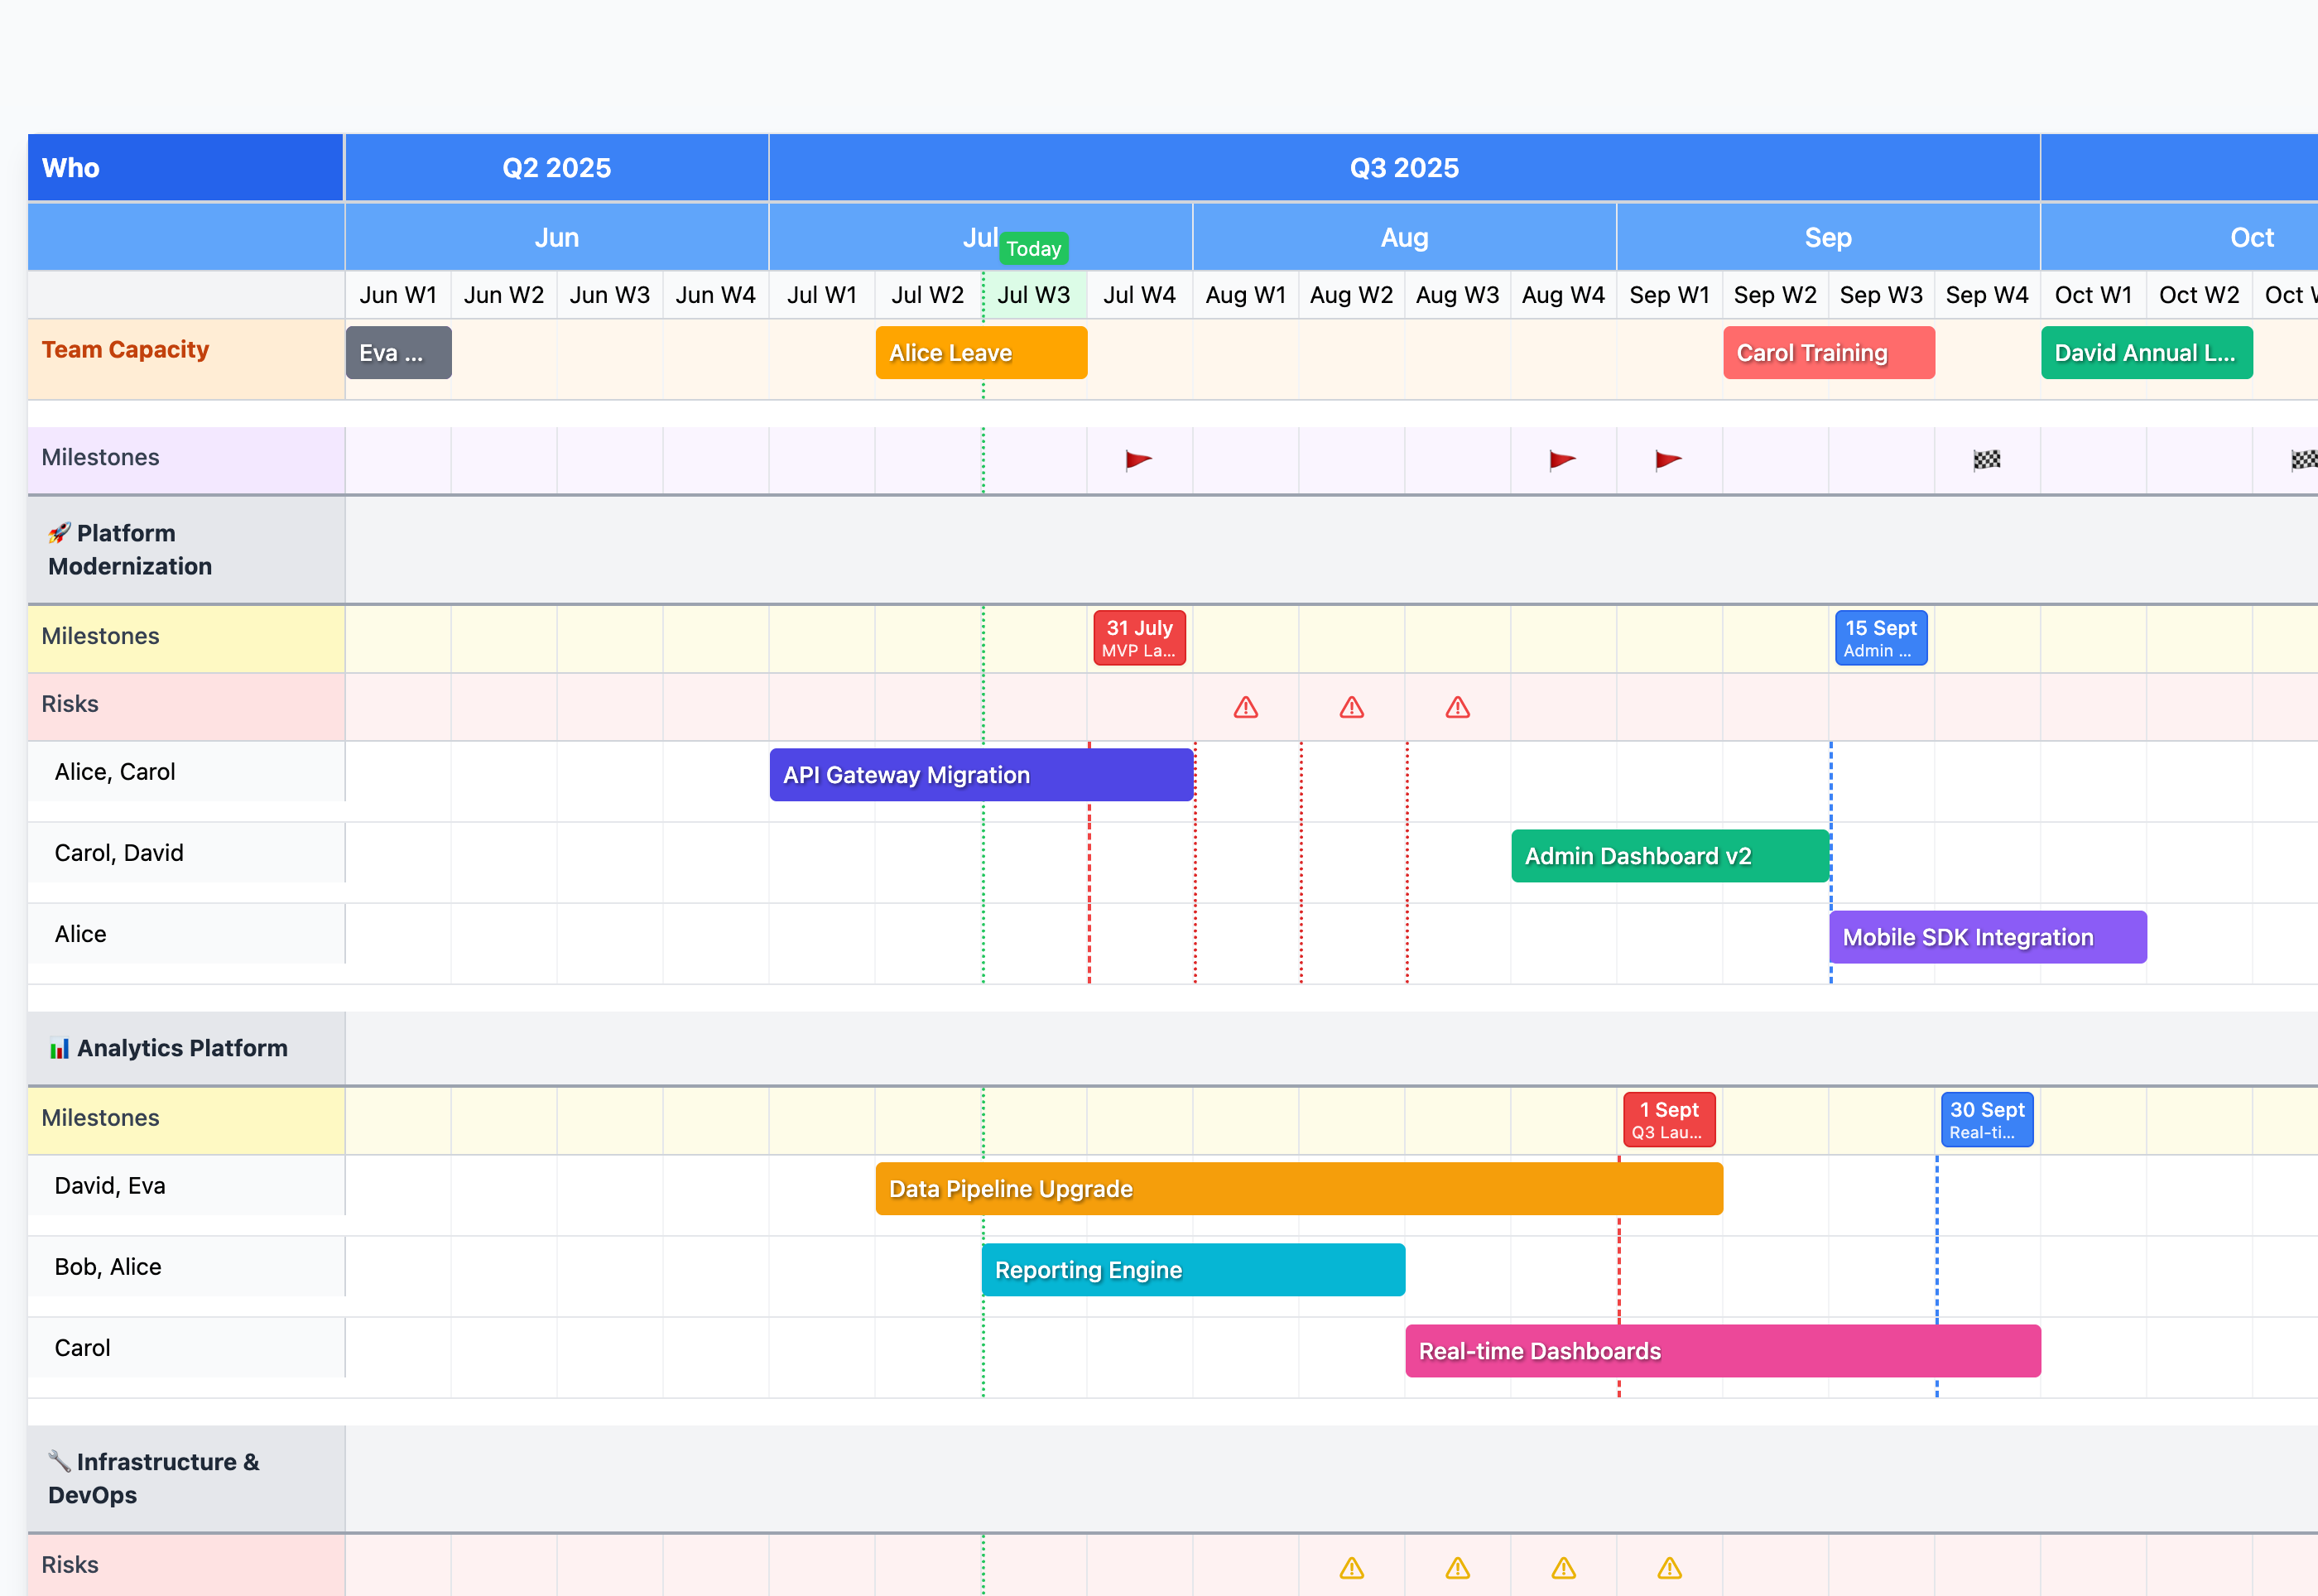 Who
Q2 2025
Q3 2025
Jun
Jul
Today
Aug
Sep
Oct
Jun W1
Jun W2
Jun W3
Jun W4
Jul W1
Jul W2
Jul W3
Jul W4
Aug W1
Aug W2
Aug W3
Aug W4
Sep W1
Sep W2
Sep W3
Sep W4
Oct W1
Oct W2
Oct
Team Capacity
Eva ...
Alice Leave
Carol Training
David Annual L...
Milestones
Platform
Modernization
Milestones
31 July
MVP La...
15 Sept
Admin ...
Risks
Alice, Carol
API Gateway Migration
Carol, David
Admin Dashboard v2
Alice
Mobile SDK Integration
Analytics Platform
Milestones
1 Sept
Q3 Lau...
30 Sept
Real-ti...
David, Eva
Data Pipeline Upgrade
Bob, Alice
Reporting Engine
Carol
Real-time Dashboards
Infrastructure &
DevOps
Risks